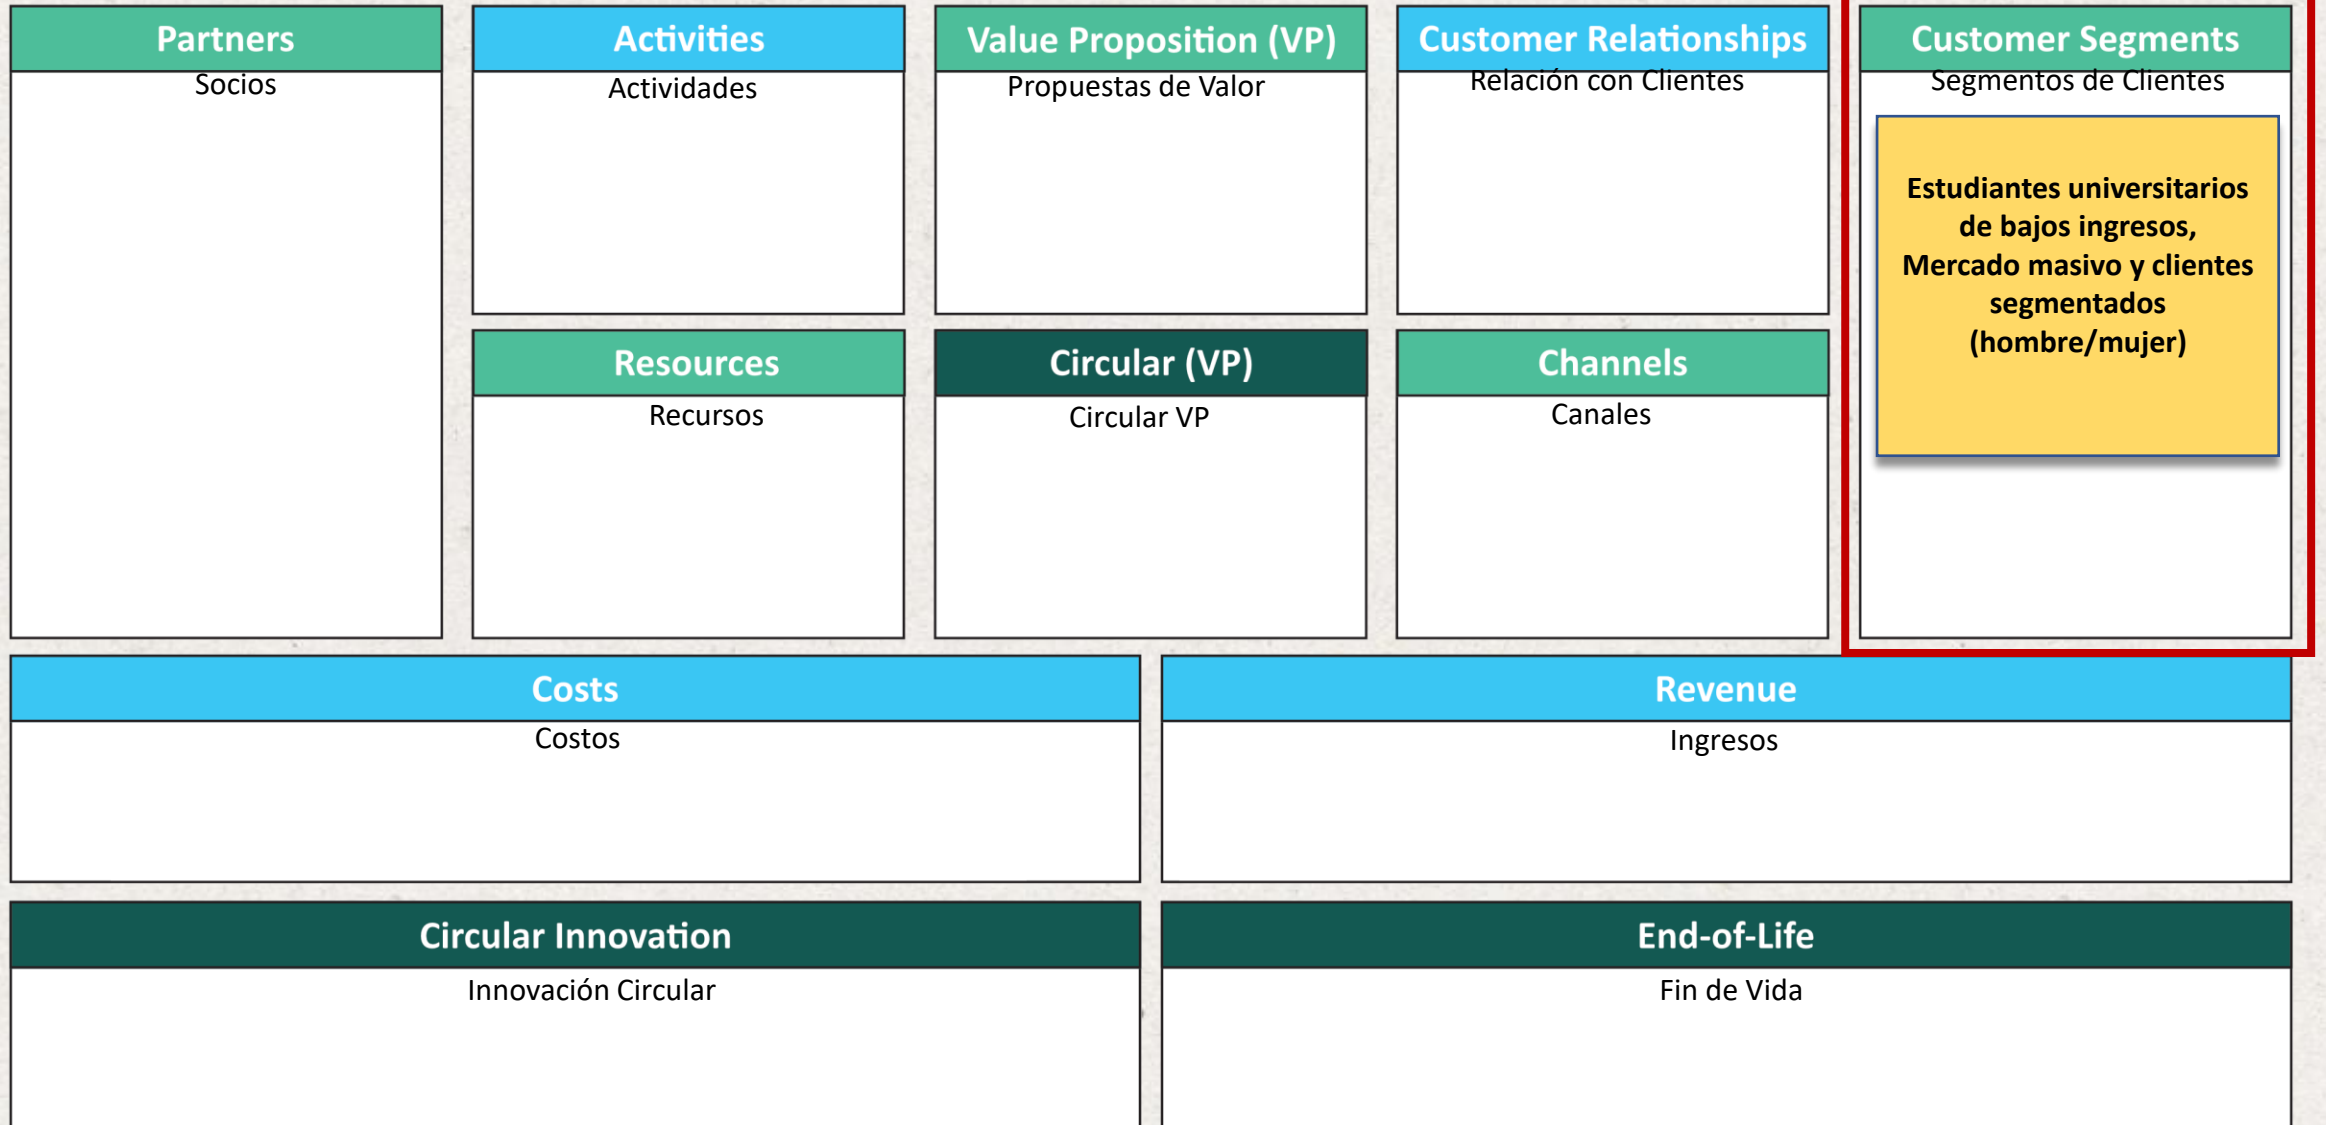 Partners
Socios
Activities
Actividades
Value Proposition (VP)
Propuestas de Valor
Customer Relationships
Relación con Clientes
Customer Segments
Segmentos de Clientes
Estudiantes universitarios
de bajos ingresos,
Mercado masivo y clientes
segmentados
(hombre/mujer)
Resources
Recursos
Circular (VP)
Circular VP
Channels
Canales
Costs
Costos
Revenue
Ingresos
Circular Innovation
Innovación Circular
End-of-Life
Fin de Vida